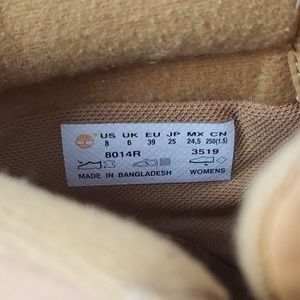 US UK EU JP MX CN
8 6 39 25 24,5 250(1.5)
8014R 3519
MADE IN BANGLADESH WOMENS